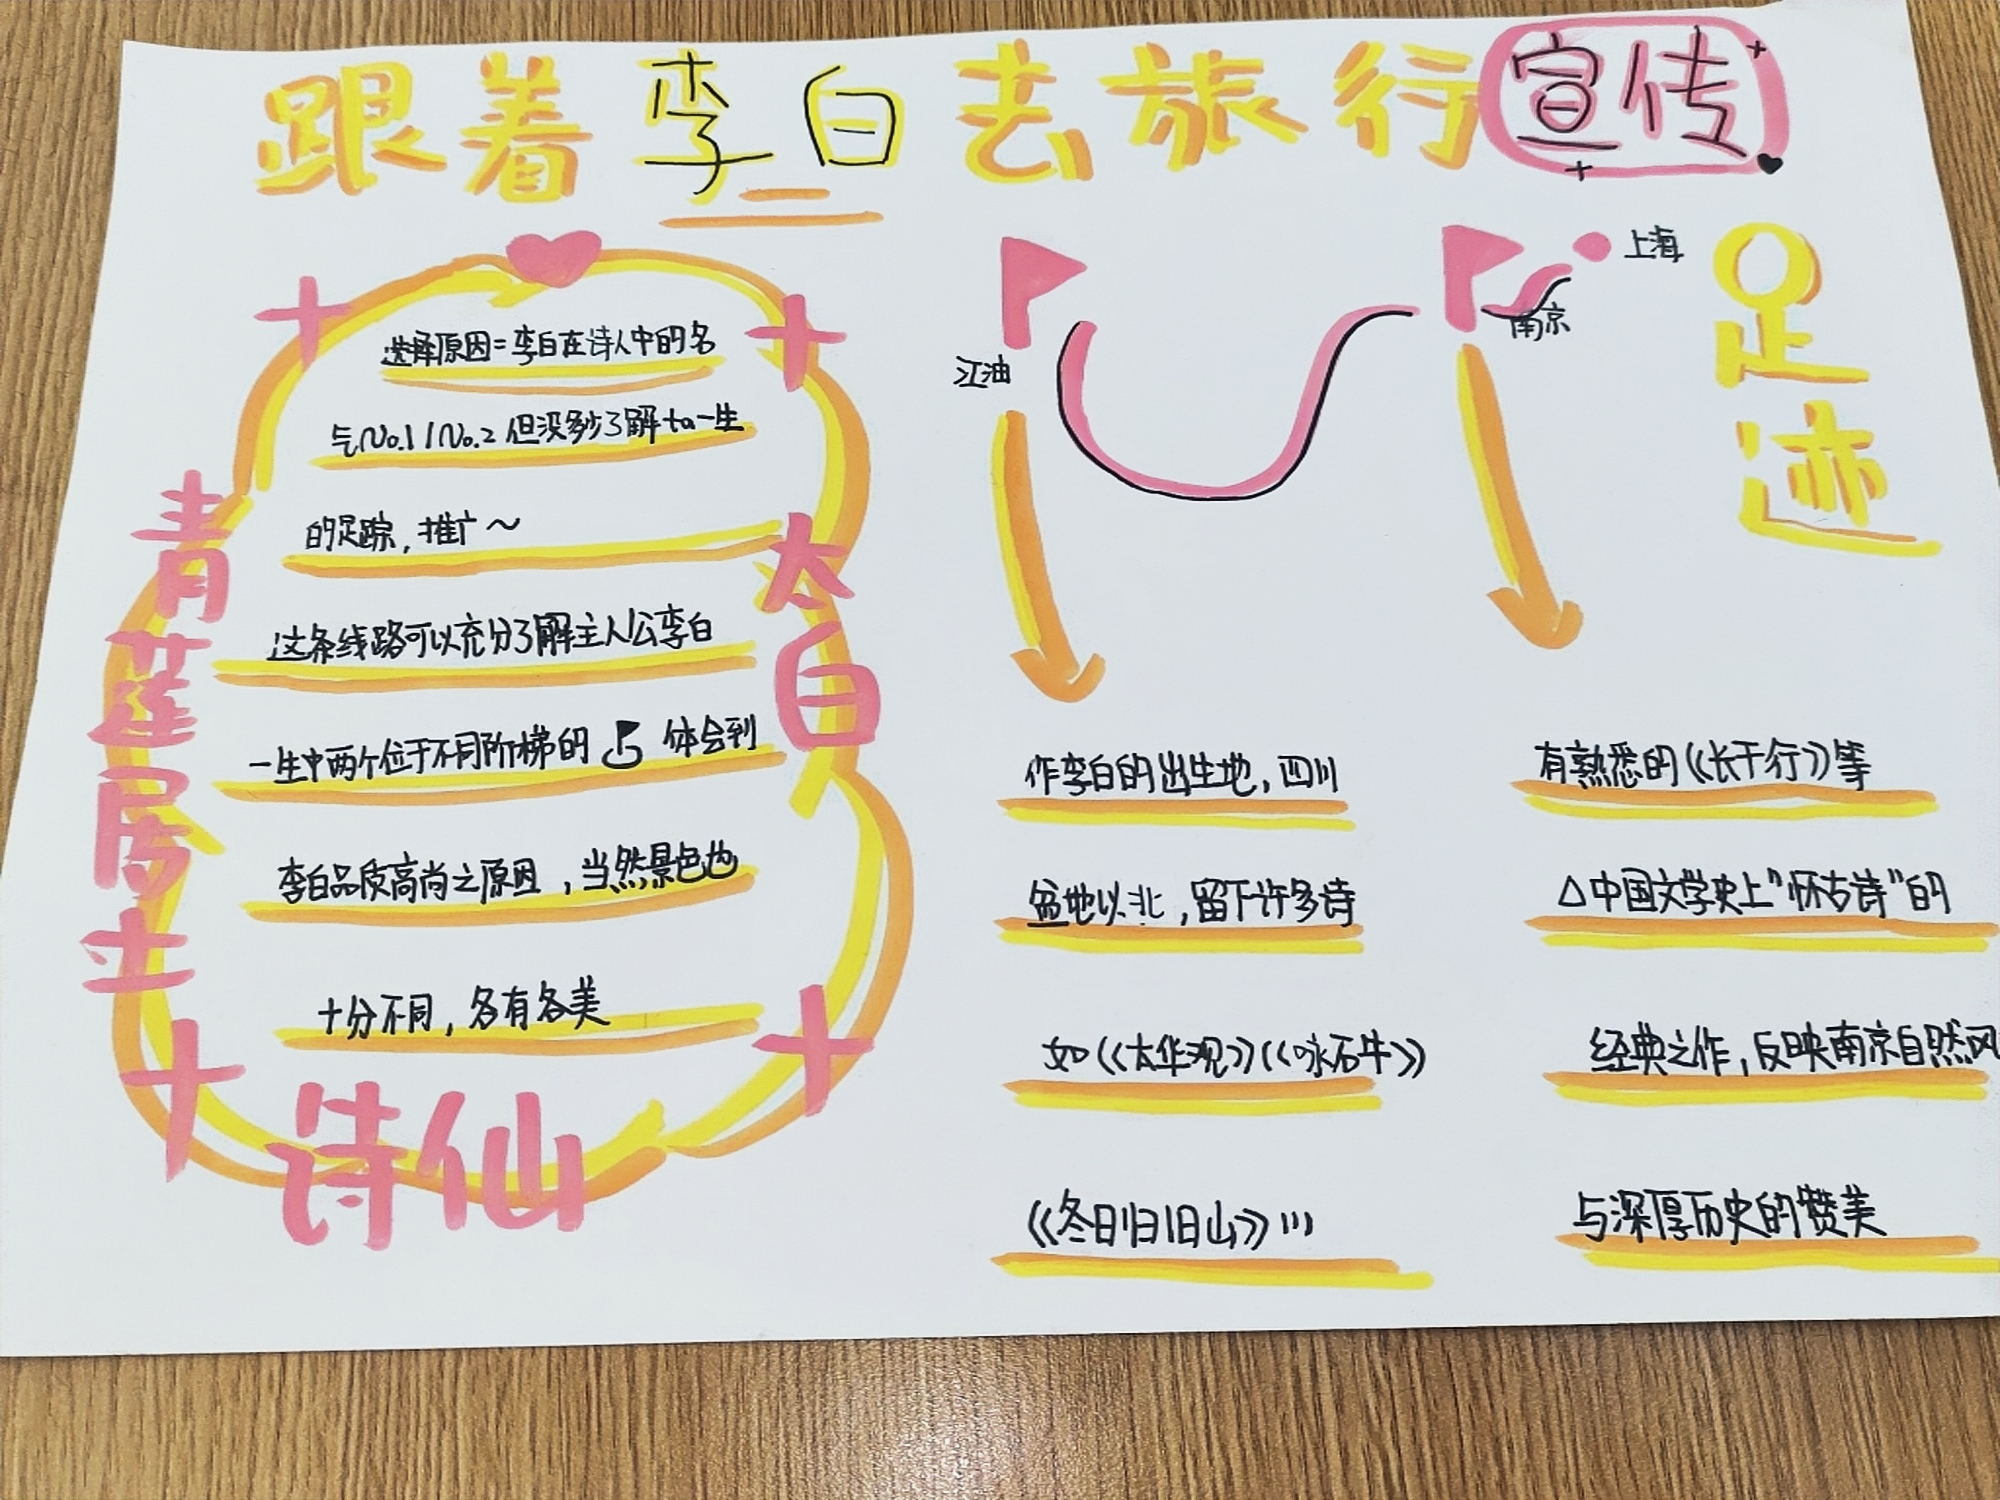 跟着李白去旅行宣传
选择原因=李白在诗人中的名
气No.1/No.2 但没多少了解ta一生
的足踪，推广～
这条线路可以充分了解主人公李白
一生中两个位于不同阶梯的 体会到
李白品质高尚之原因，当然景色也
十分不同，各有各美
青莲居士
太白
诗仙
足迹
江油
南京
上海
作李白的出生地，四川
盆地以北，留下许多诗
如《太华观》《咏石牛》
《冬日归旧山》…
有熟悉的《长干行》等
△中国文学史上"怀古诗"的
经典之作，反映南京自然风
与深厚历史的赞美